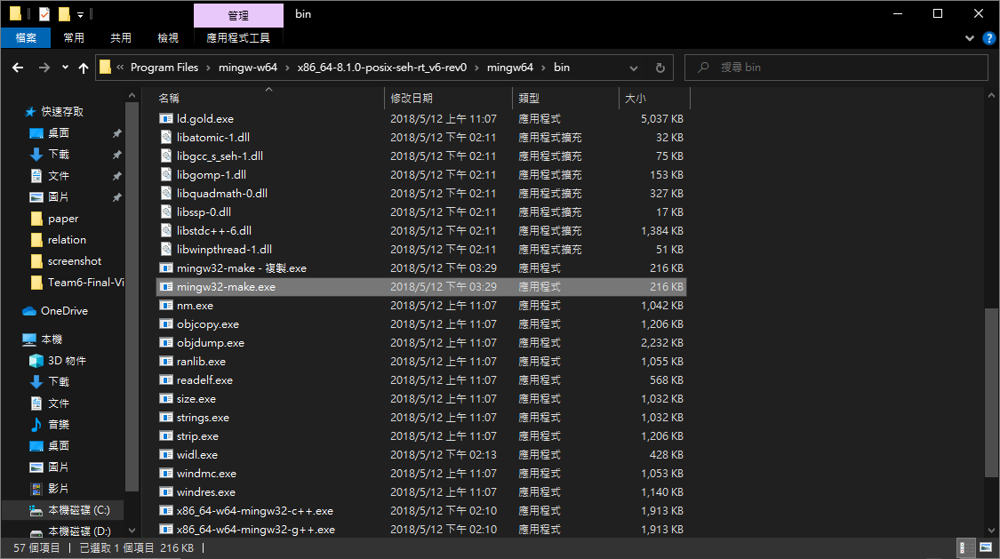 管理
bin
檔案
常用
共用
檢視
應用程式工具
« Program Files › mingw-w64 › x86_64-8.1.0-posix-seh-rt_v6-rev0 › mingw64 › bin
搜尋 bin
快速存取
桌面
下載
文件
圖片
paper
relation
screenshot
Team6-Final-Vi
OneDrive
本機
3D 物件
下載
文件
音樂
桌面
圖片
影片
本機磁碟 (C:)
本機磁碟 (D:)
名稱 修改日期 類型 大小
ld.gold.exe 2018/5/12 上午 11:07 應用程式 5,037 KB
libatomic-1.dll 2018/5/12 下午 02:11 應用程式擴充 32 KB
libgcc_s_seh-1.dll 2018/5/12 下午 02:11 應用程式擴充 75 KB
libgomp-1.dll 2018/5/12 下午 02:11 應用程式擴充 153 KB
libquadmath-0.dll 2018/5/12 下午 02:11 應用程式擴充 327 KB
libssp-0.dll 2018/5/12 下午 02:11 應用程式擴充 17 KB
libstdc++-6.dll 2018/5/12 下午 02:11 應用程式擴充 1,384 KB
libwinpthread-1.dll 2018/5/12 下午 02:11 應用程式擴充 51 KB
mingw32-make - 複製.exe 2018/5/12 下午 03:29 應用程式 216 KB
mingw32-make.exe 2018/5/12 下午 03:29 應用程式 216 KB
nm.exe 2018/5/12 上午 11:07 應用程式 1,042 KB
objcopy.exe 2018/5/12 上午 11:07 應用程式 1,206 KB
objdump.exe 2018/5/12 上午 11:07 應用程式 2,232 KB
ranlib.exe 2018/5/12 上午 11:07 應用程式 1,055 KB
readelf.exe 2018/5/12 上午 11:07 應用程式 568 KB
size.exe 2018/5/12 上午 11:07 應用程式 1,032 KB
strings.exe 2018/5/12 上午 11:07 應用程式 1,032 KB
strip.exe 2018/5/12 上午 11:07 應用程式 1,206 KB
widl.exe 2018/5/12 下午 02:13 應用程式 428 KB
windmc.exe 2018/5/12 上午 11:07 應用程式 1,053 KB
windres.exe 2018/5/12 上午 11:07 應用程式 1,140 KB
x86_64-w64-mingw32-c++.exe 2018/5/12 下午 02:10 應用程式 1,913 KB
x86_64-w64-mingw32-g++.exe 2018/5/12 下午 02:10 應用程式 1,913 KB
57 個項目 | 已選取 1 個項目 216 KB |